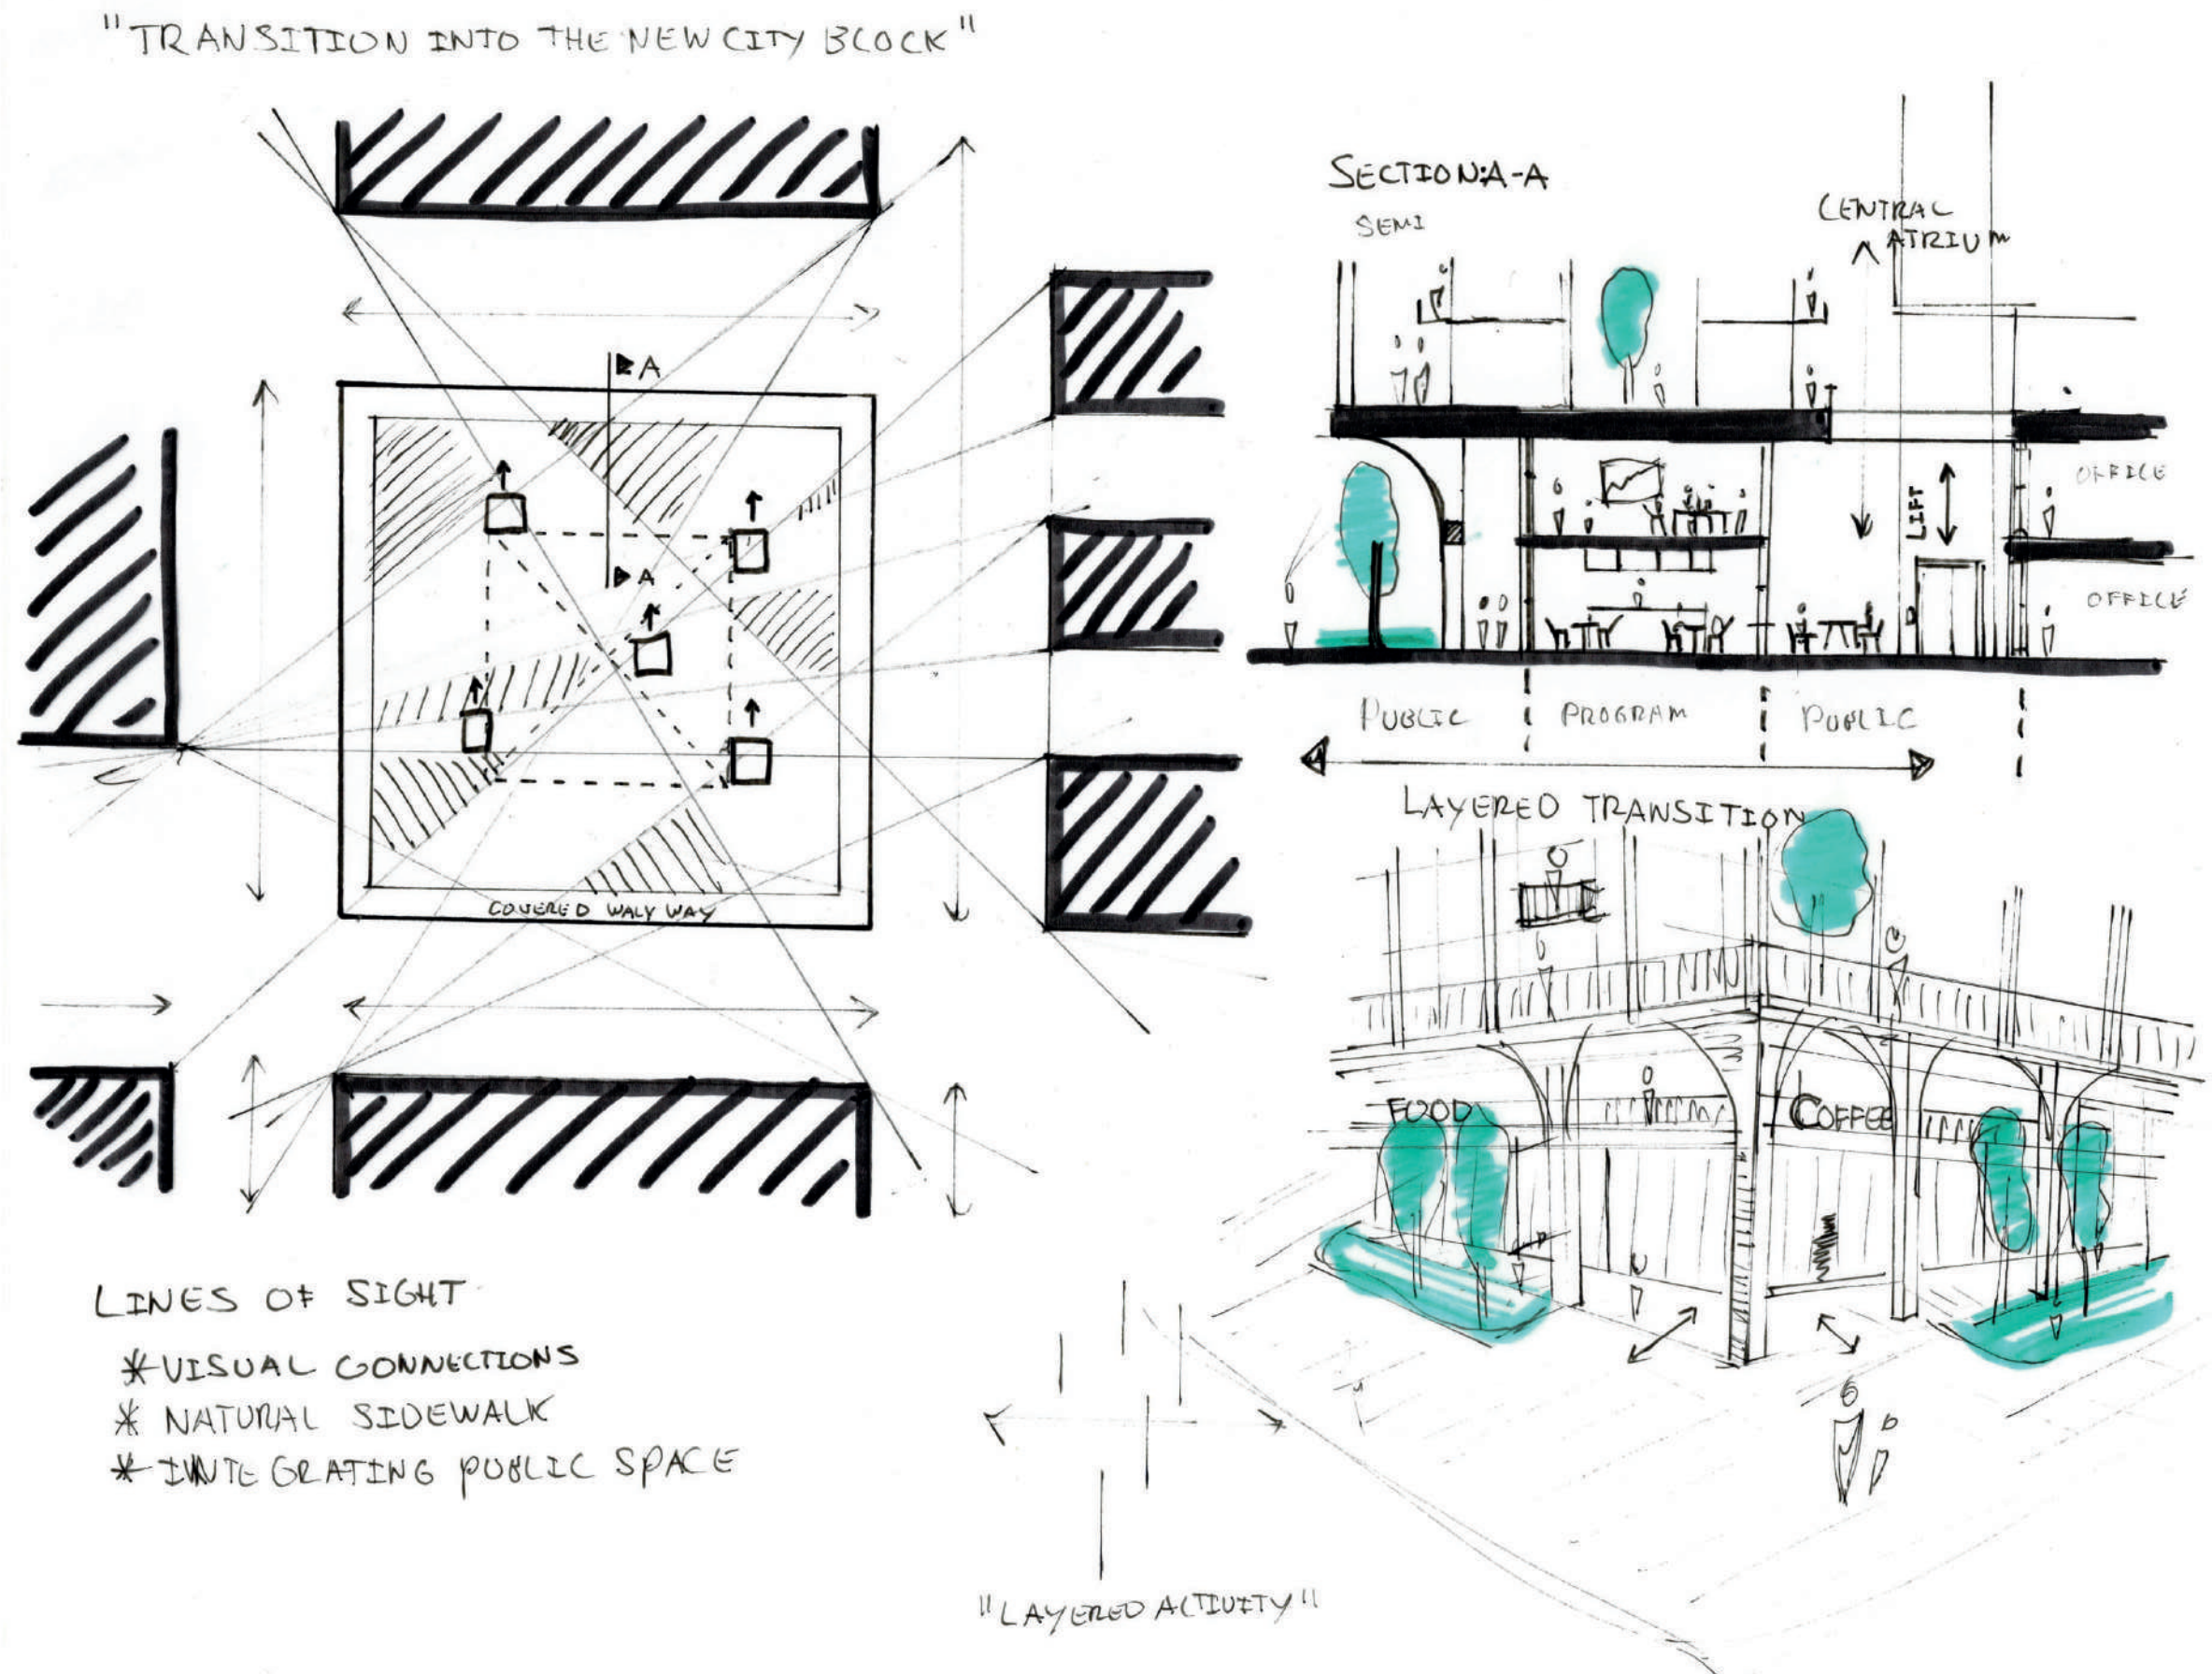 "TRANSITION INTO THE NEW CITY BLOCK"
A
A
COVERED WALY WAY
LINES OF SIGHT
* VISUAL CONNECTIONS
* NATURAL SIDEWALK
* INTEGRATING PUBLIC SPACE
"LAYERED ACTIVITY"
SECTION:A-A
SEMI
CENTRAL
ATRIUM
OFFICE
LIFT
OFFICE
PUBLIC
PROGRAM
PUBLIC
LAYERED TRANSITION
FOOD
COFFEE